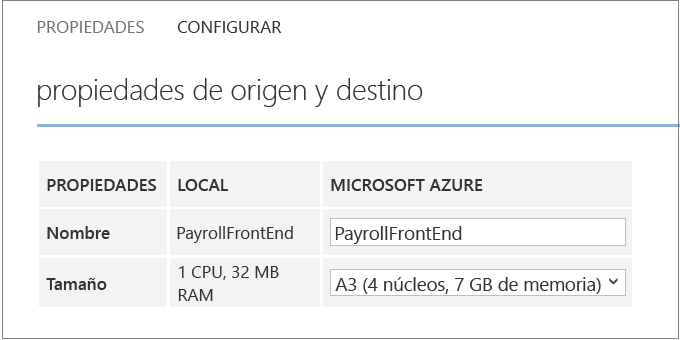 PROPIEDADES CONFIGURAR
propiedades de origen y destino
PROPIEDADES LOCAL MICROSOFT AZURE
Nombre PayrollFrontEnd PayrollFrontEnd
Tamaño 1 CPU, 32 MB RAM A3 (4 núcleos, 7 GB de memoria)